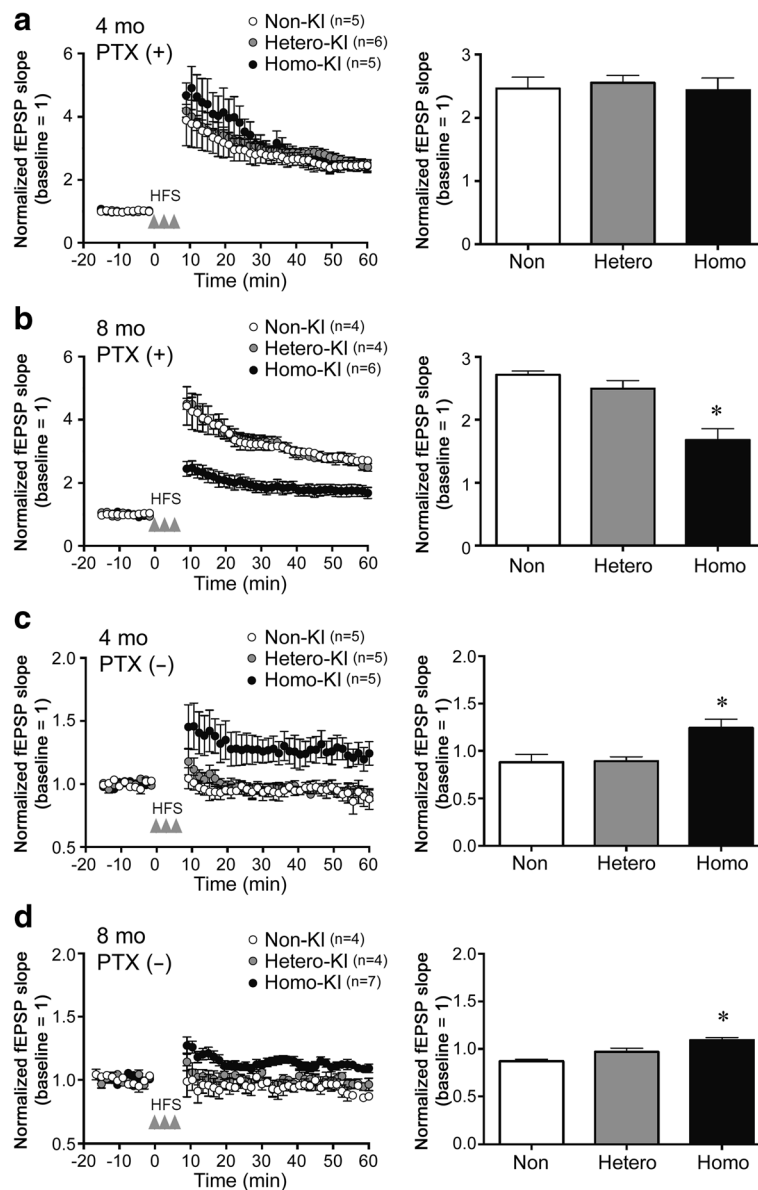 a
4 mo
PTX (+)
Non-KI (n=5)
Hetero-KI (n=6)
Homo-KI (n=5)
Normalized fEPSP slope
(baseline = 1)
6
4
2
0
HFS
-20 -10 0 10 20 30 40 50 60
Time (min)
Normalized fEPSP slope
(baseline = 1)
3
2
1
0
Non Hetero Homo
b
8 mo
PTX (+)
Non-KI (n=4)
Hetero-KI (n=4)
Homo-KI (n=6)
Normalized fEPSP slope
(baseline = 1)
6
4
2
0
HFS
-20 -10 0 10 20 30 40 50 60
Time (min)
Normalized fEPSP slope
(baseline = 1)
3
2
1
0
*
Non Hetero Homo
c
4 mo
PTX (–)
Non-KI (n=5)
Hetero-KI (n=5)
Homo-KI (n=5)
Normalized fEPSP slope
(baseline = 1)
2.0
1.5
1.0
0.5
HFS
-20 -10 0 10 20 30 40 50 60
Time (min)
Normalized fEPSP slope
(baseline = 1)
2.0
1.5
1.0
0.5
0.0
*
Non Hetero Homo
d
8 mo
PTX (–)
Non-KI (n=4)
Hetero-KI (n=4)
Homo-KI (n=7)
Normalized fEPSP slope
(baseline = 1)
2.0
1.5
1.0
0.5
HFS
-20 -10 0 10 20 30 40 50 60
Time (min)
Normalized fEPSP slope
(baseline = 1)
2.0
1.5
1.0
0.5
0.0
*
Non Hetero Homo